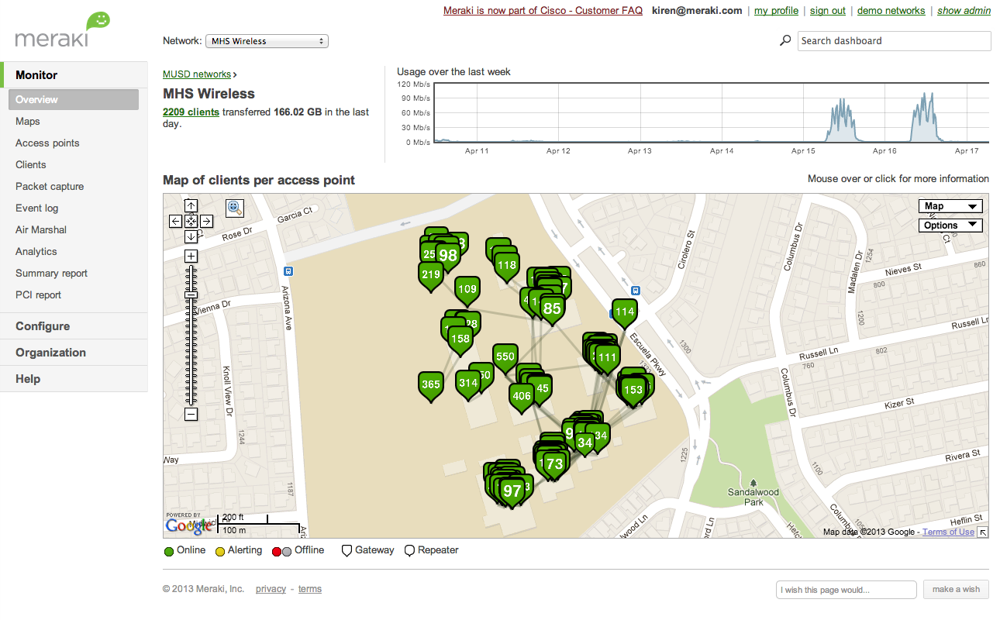 Meraki is now part of Cisco - Customer FAQ kiren@meraki.com | my profile | sign out | demo networks | show admin
meraki
Network: MHS Wireless
Search dashboard
Monitor
Overview
Maps
Access points
Clients
Packet capture
Event log
Air Marshal
Analytics
Summary report
PCI report
Configure
Organization
Help
MUSD networks ›
MHS Wireless
2209 clients transferred 166.02 GB in the last
day.
Usage over the last week
120 Mb/s
90 Mb/s
60 Mb/s
30 Mb/s
0 Mb/s
Apr 11
Apr 12
Apr 13
Apr 14
Apr 15
Apr 16
Apr 17
Map of clients per access point
Mouse over or click for more information
Map
Options
Garcia Ct
Rose Dr
Vienna Dr
Arizona Ave
Knoll View Dr
1244
1187
Way
Cirolero St
Columbus Dr
Madalen Dr
1254
Nieves St
860
800
1200
Russell Ln
Russell Ln
802
760
Escuela Pkwy
1300
Columbus Dr
Kizer St
Rivera St
1100
1225
Sandalwood
Park
Heflin St
98
219
118
109
85
114
158
550
111
365
314
406
45
153
34
34
73
97
POWERED BY
Google
200 ft
100 m
Map data ©2013 Google - Terms of Use
Online Alerting Offline Gateway Repeater
© 2013 Meraki, Inc. privacy - terms
I wish this page would...
make a wish